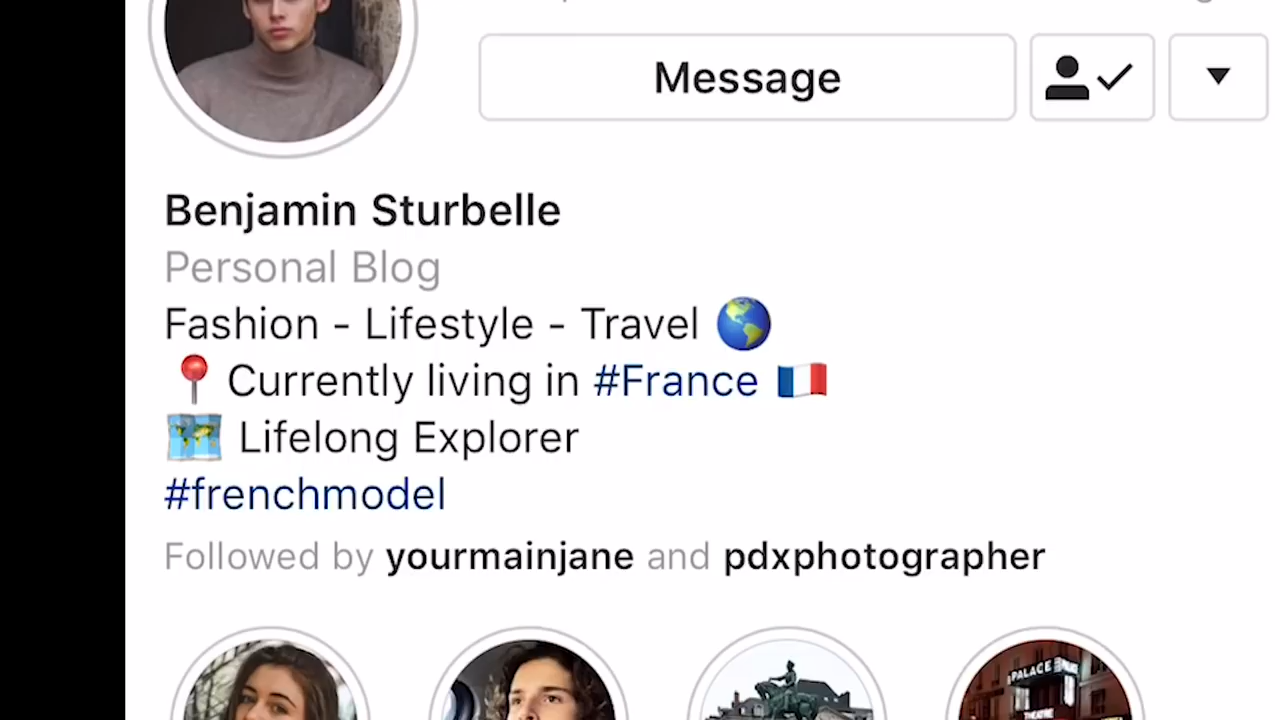 Message
Benjamin Sturbelle
Personal Blog
Fashion - Lifestyle - Travel 🌎
📍 Currently living in #France 🇫🇷
🗺️ Lifelong Explorer
#frenchmodel
Followed by yourmainjane and pdxphotographer
PALACE